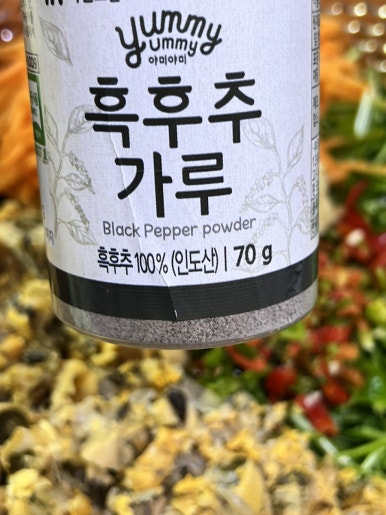 yummy
ummy
야미야미
흑후추
가루
Black Pepper powder
흑후추 100% (인도산) | 70 g